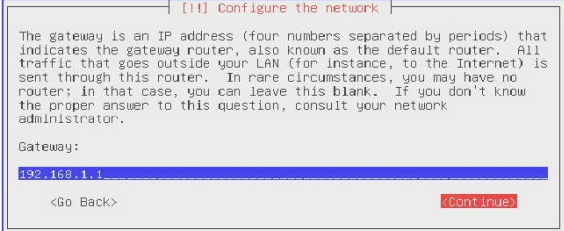 [!!] Configure the network
The gateway is an IP address (four numbers separated by periods) that
indicates the gateway router, also known as the default router.  All
traffic that goes outside your LAN (for instance, to the Internet) is
sent through this router.  In rare circumstances, you may have no
router; in that case, you can leave this blank.  If you don't know
the proper answer to this question, consult your network
administrator.
Gateway:
192.168.1.1
<Go Back> <Continue>